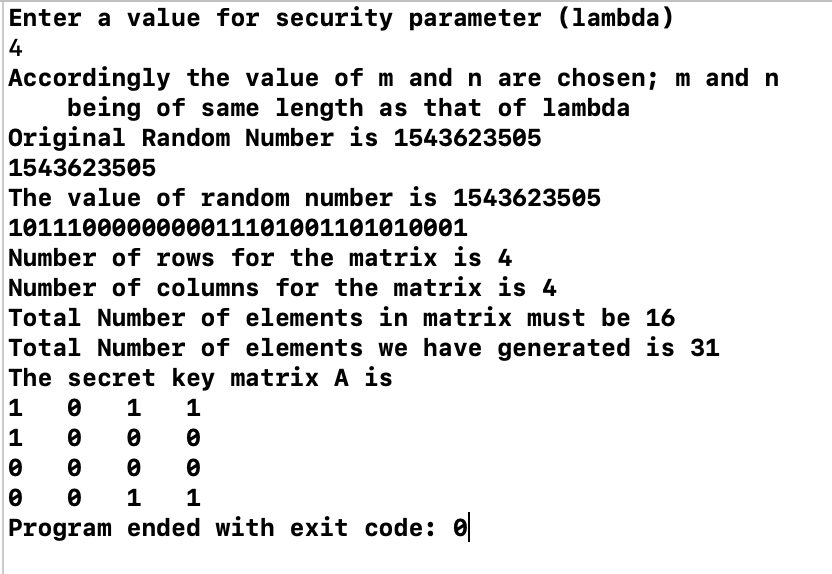 Enter a value for security parameter (lambda)
4
Accordingly the value of m and n are chosen; m and n
being of same length as that of lambda
Original Random Number is 1543623505
1543623505
The value of random number is 1543623505
1011100000000011101001101010001
Number of rows for the matrix is 4
Number of columns for the matrix is 4
Total Number of elements in matrix must be 16
Total Number of elements we have generated is 31
The secret key matrix A is
1 0 1 1
1 0 0 0
0 0 0 0
0 0 1 1
Program ended with exit code: 0